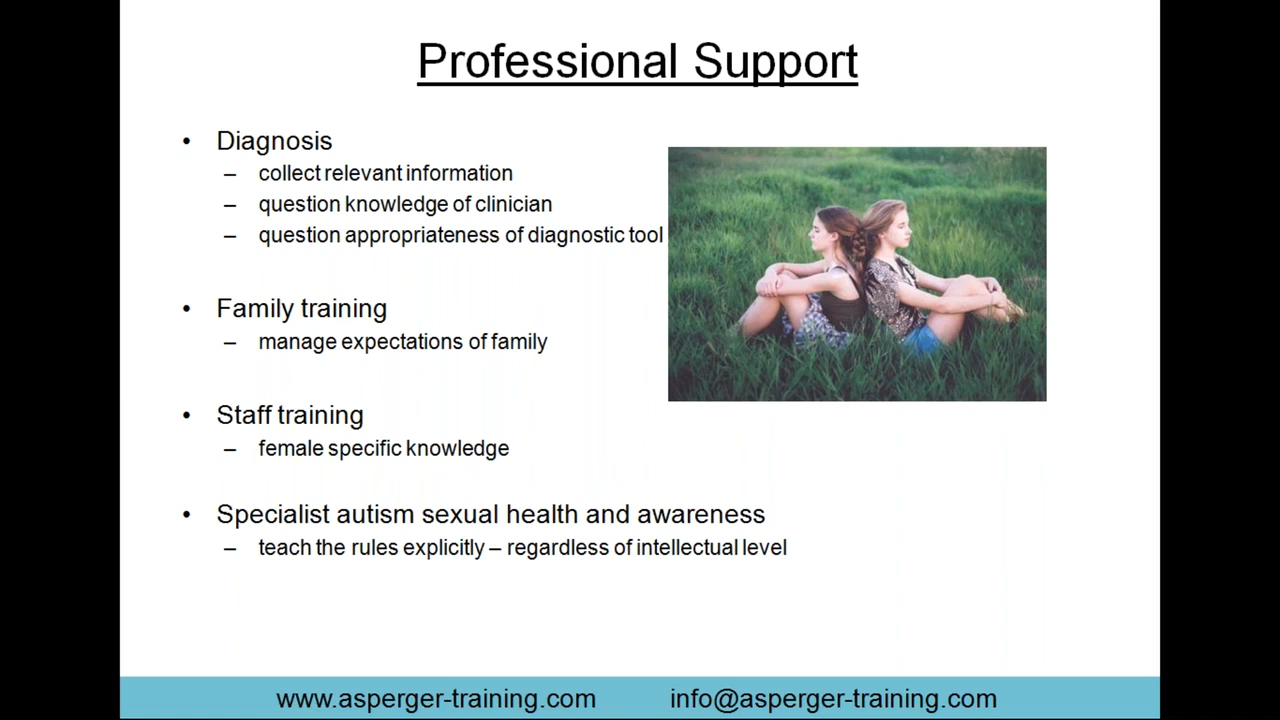 Professional Support
• Diagnosis
– collect relevant information
– question knowledge of clinician
– question appropriateness of diagnostic tool
• Family training
– manage expectations of family
• Staff training
– female specific knowledge
• Specialist autism sexual health and awareness
– teach the rules explicitly – regardless of intellectual level
www.asperger-training.com info@asperger-training.com